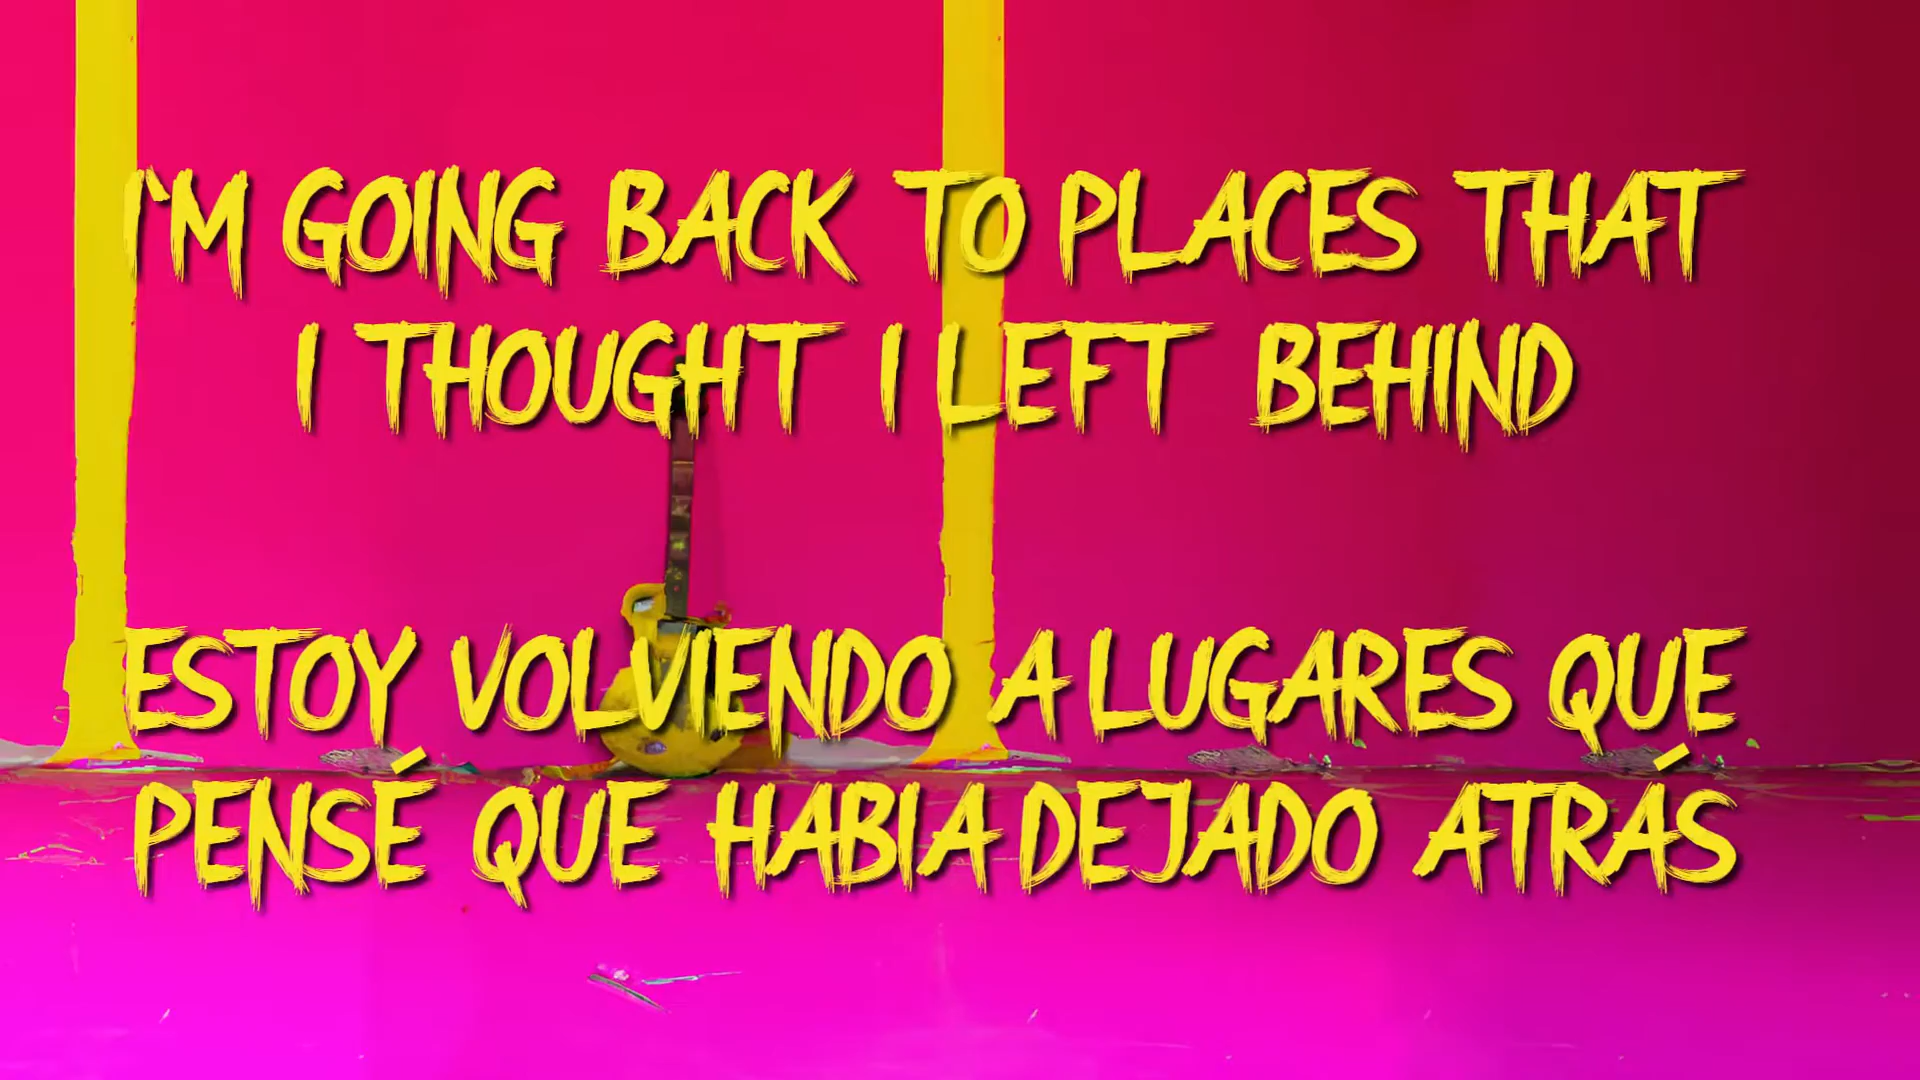 I'M GOING BACK TO PLACES THAT
I THOUGHT I LEFT BEHIND
ESTOY VOLVIENDO A LUGARES QUE
PENSÉ QUE HABIA DEJADO ATRÁS